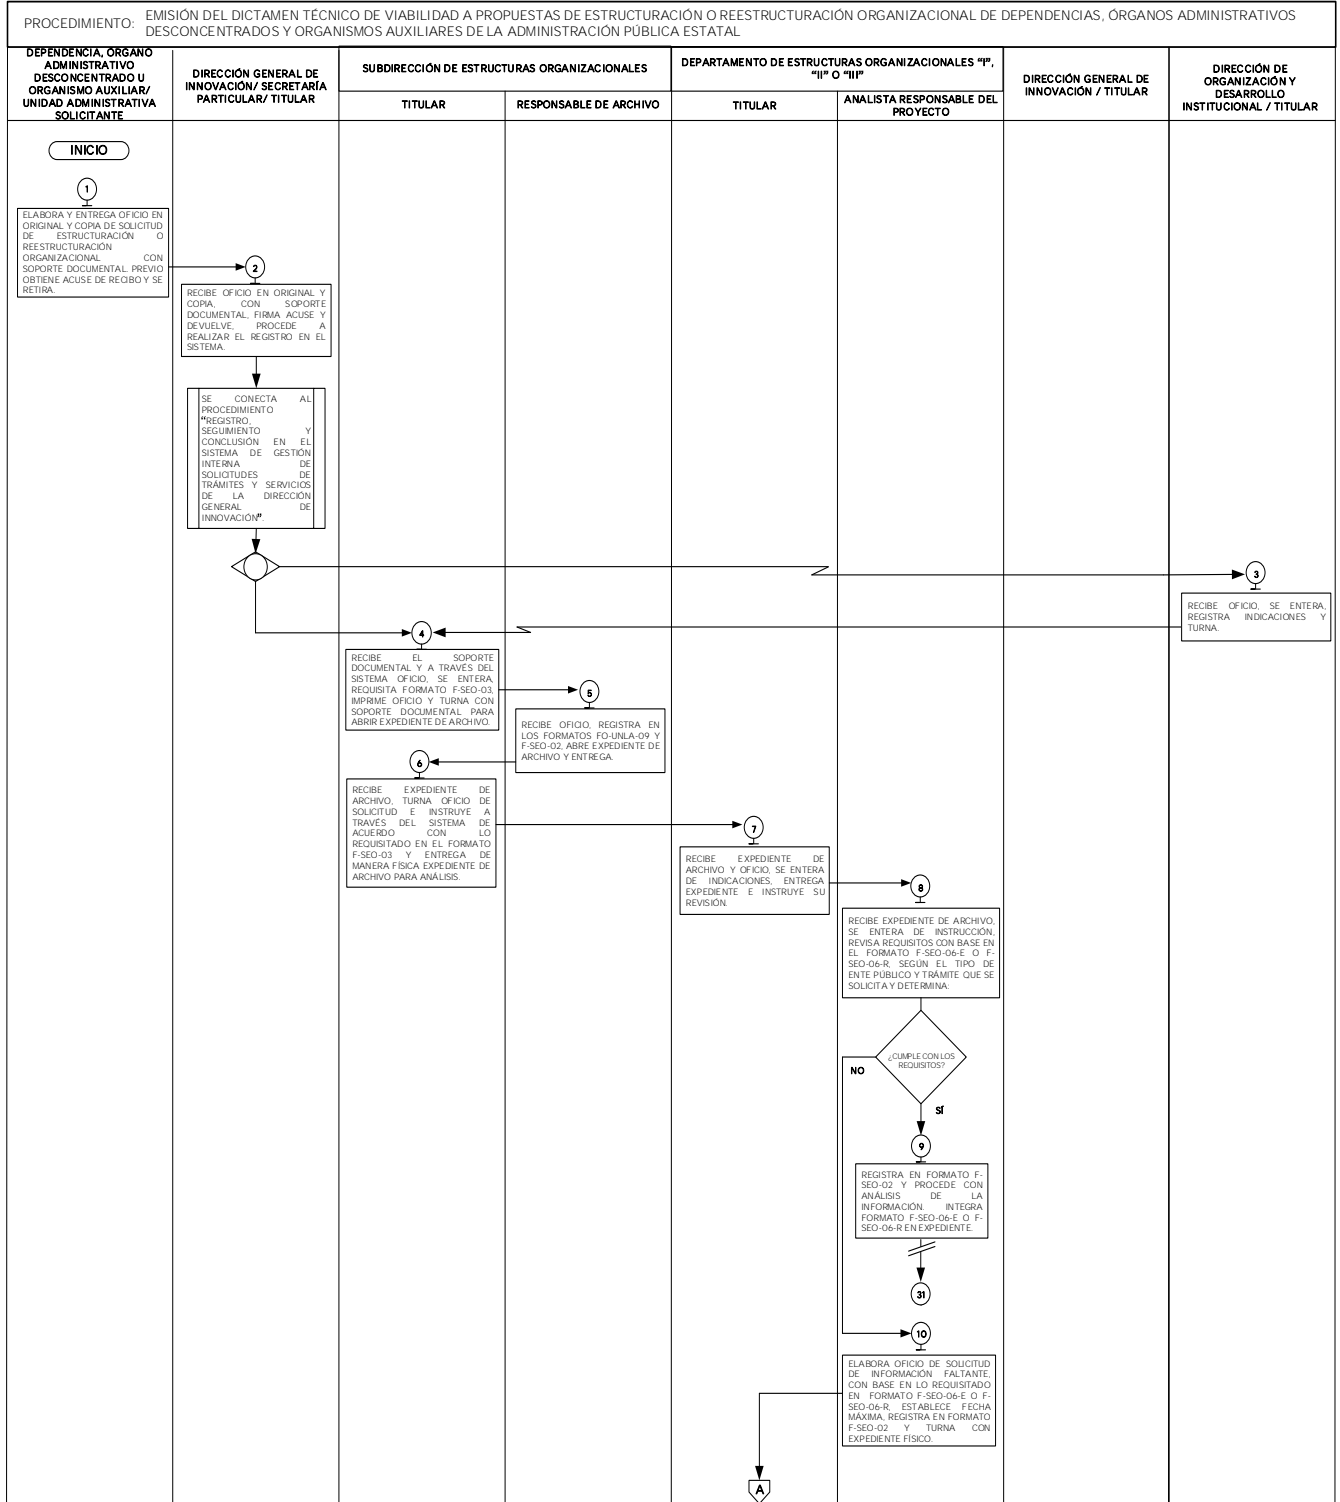 PROCEDIMIENTO:
EMISIÓN DEL DICTAMEN TÉCNICO DE VIABILIDAD A PROPUESTAS DE ESTRUCTURACIÓN O REESTRUCTURACIÓN ORGANIZACIONAL DE DEPENDENCIAS, ÓRGANOS ADMINISTRATIVOS
DESCONCENTRADOS Y ORGANISMOS AUXILIARES DE LA ADMINISTRACIÓN PÚBLICA ESTATAL
DEPENDENCIA, ÓRGANO
ADMINISTRATIVO
DESCONCENTRADO U
ORGANISMO AUXILIAR/
UNIDAD ADMINISTRATIVA
SOLICITANTE
DIRECCIÓN GENERAL DE
INNOVACIÓN/ SECRETARÍA
PARTICULAR/ TITULAR
SUBDIRECCIÓN DE ESTRUCTURAS ORGANIZACIONALES
TITULAR
RESPONSABLE DE ARCHIVO
DEPARTAMENTO DE ESTRUCTURAS ORGANIZACIONALES “I”,
“II” O “III”
TITULAR
ANALISTA RESPONSABLE DEL
PROYECTO
DIRECCIÓN GENERAL DE
INNOVACIÓN / TITULAR
DIRECCIÓN DE
ORGANIZACIÓN Y
DESARROLLO
INSTITUCIONAL / TITULAR
INICIO
1
ELABORA Y ENTREGA OFICIO EN
ORIGINAL Y COPIA DE SOLICITUD
DE ESTRUCTURACIÓN O
REESTRUCTURACIÓN
ORGANIZACIONAL CON
SOPORTE DOCUMENTAL. PREVIO
OBTIENE ACUSE DE RECIBO Y SE
RETIRA.
2
RECIBE OFICIO EN ORIGINAL Y
COPIA, CON SOPORTE
DOCUMENTAL, FIRMA ACUSE Y
DEVUELVE, PROCEDE A
REALIZAR EL REGISTRO EN EL
SISTEMA.
SE CONECTA AL
PROCEDIMIENTO
“REGISTRO,
SEGUIMIENTO Y
CONCLUSIÓN EN EL
SISTEMA DE GESTIÓN
INTERNA DE
SOLICITUDES DE
TRÁMITES Y SERVICIOS
DE LA DIRECCIÓN
GENERAL DE
INNOVACIÓN”.
3
RECIBE OFICIO, SE ENTERA,
REGISTRA INDICACIONES Y
TURNA.
4
RECIBE EL SOPORTE
DOCUMENTAL Y A TRAVÉS DEL
SISTEMA OFICIO, SE ENTERA,
REQUISITA FORMATO F-SEO-03,
IMPRIME OFICIO Y TURNA CON
SOPORTE DOCUMENTAL PARA
ABRIR EXPEDIENTE DE ARCHIVO.
5
RECIBE OFICIO, REGISTRA EN
LOS FORMATOS FO-UNLA-09 Y
F-SEO-02, ABRE EXPEDIENTE DE
ARCHIVO Y ENTREGA.
6
RECIBE EXPEDIENTE DE
ARCHIVO, TURNA OFICIO DE
SOLICITUD E INSTRUYE A
TRAVÉS DEL SISTEMA DE
ACUERDO CON LO
REQUISITADO EN EL FORMATO
F-SEO-03 Y ENTREGA DE
MANERA FÍSICA EXPEDIENTE DE
ARCHIVO PARA ANÁLISIS.
7
RECIBE EXPEDIENTE DE
ARCHIVO Y OFICIO, SE ENTERA
DE INDICACIONES, ENTREGA
EXPEDIENTE E INSTRUYE SU
REVISIÓN.
8
RECIBE EXPEDIENTE DE ARCHIVO,
SE ENTERA DE INSTRUCCIÓN,
REVISA REQUISITOS CON BASE EN
EL FORMATO F-SEO-06-E O F-
SEO-06-R, SEGÚN EL TIPO DE
ENTE PÚBLICO Y TRÁMITE QUE SE
SOLICITA Y DETERMINA:
¿CUMPLE CON LOS
REQUISITOS?
NO
SÍ
9
REGISTRA EN FORMATO F-
SEO-02 Y PROCEDE CON
ANÁLISIS DE LA
INFORMACIÓN. INTEGRA
FORMATO F-SEO-06-E O F-
SEO-06-R EN EXPEDIENTE.
31
10
ELABORA OFICIO DE SOLICITUD
DE INFORMACIÓN FALTANTE,
CON BASE EN LO REQUISITADO
EN FORMATO F-SEO-06-E O F-
SEO-06-R, ESTABLECE FECHA
MÁXIMA, REGISTRA EN FORMATO
F-SEO-02 Y TURNA CON
EXPEDIENTE FÍSICO.
A